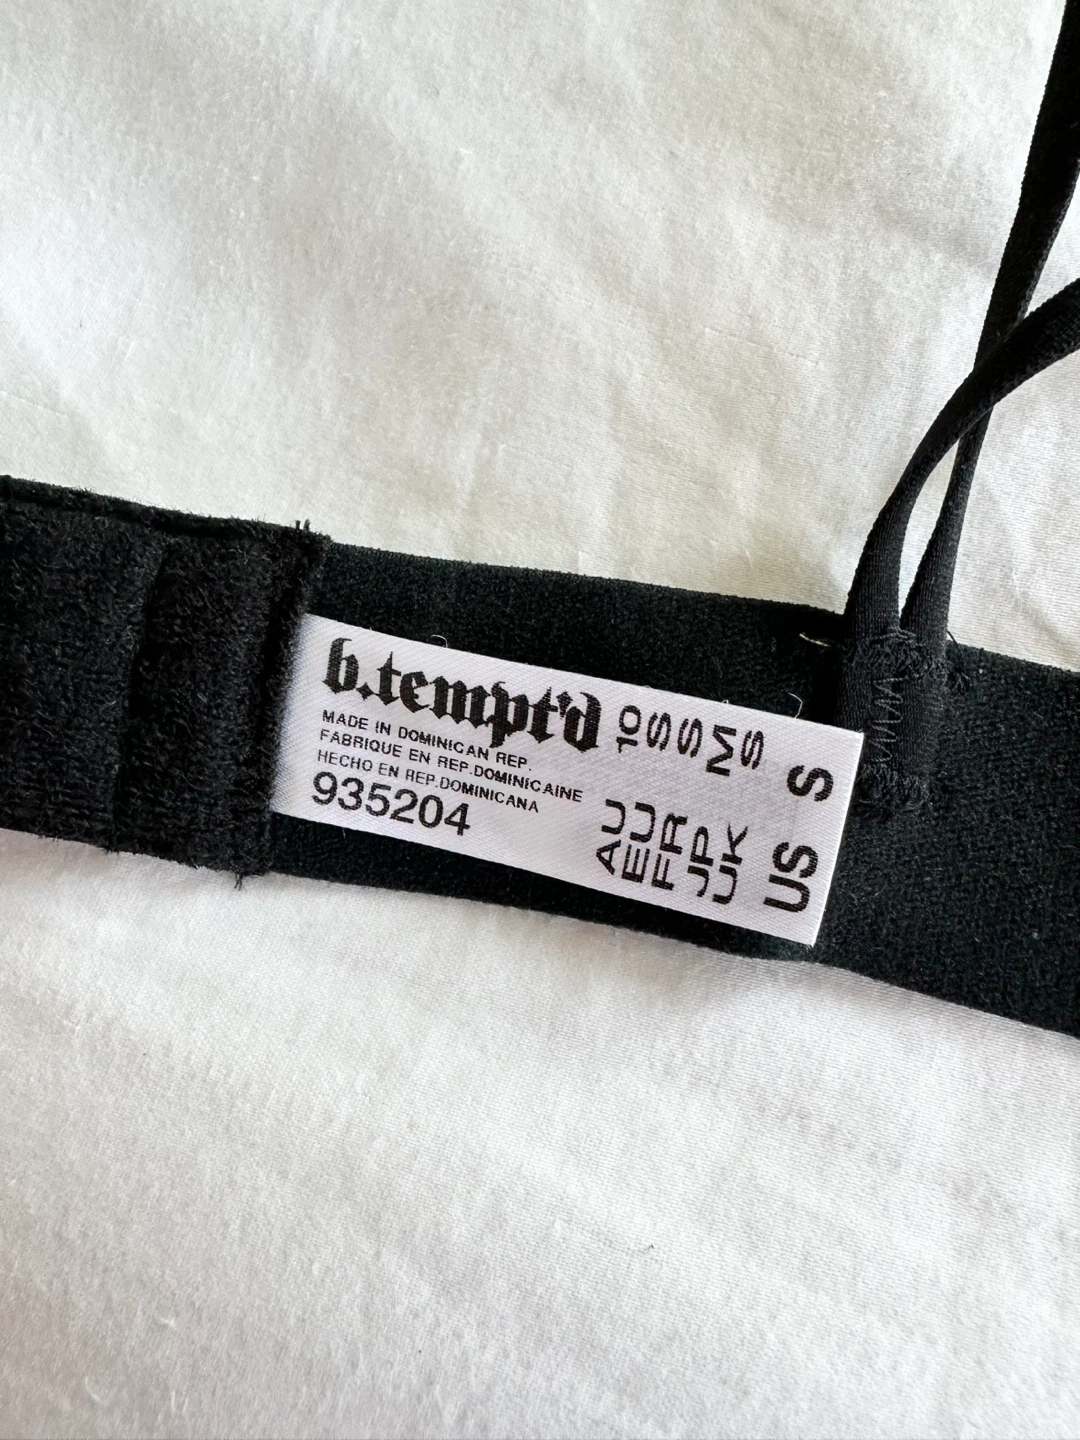 b.tempt'd
MADE IN DOMINICAN REP.
FABRIQUE EN REP.DOMINICAINE
HECHO EN REP.DOMINICANA
935204
AU 10
EU S
FR S
JP M
UK S
US S